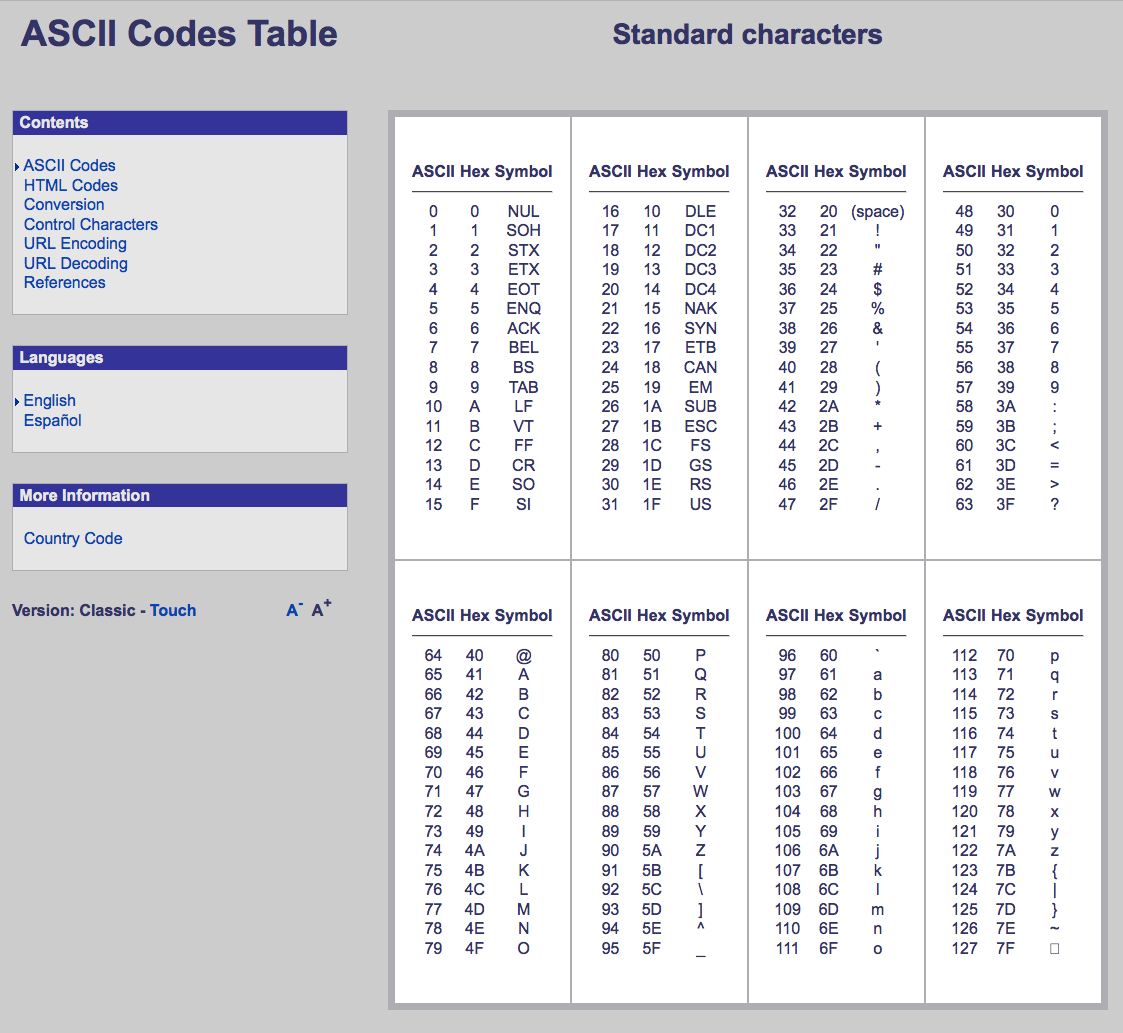 ASCII Codes Table
Standard characters
Contents
ASCII Codes
HTML Codes
Conversion
Control Characters
URL Encoding
URL Decoding
References
Languages
English
Español
More Information
Country Code
Version: Classic - Touch A- A+
ASCII Hex Symbol
0 0 NUL
1 1 SOH
2 2 STX
3 3 ETX
4 4 EOT
5 5 ENQ
6 6 ACK
7 7 BEL
8 8 BS
9 9 TAB
10 A LF
11 B VT
12 C FF
13 D CR
14 E SO
15 F SI
ASCII Hex Symbol
16 10 DLE
17 11 DC1
18 12 DC2
19 13 DC3
20 14 DC4
21 15 NAK
22 16 SYN
23 17 ETB
24 18 CAN
25 19 EM
26 1A SUB
27 1B ESC
28 1C FS
29 1D GS
30 1E RS
31 1F US
ASCII Hex Symbol
32 20 (space)
33 21 !
34 22 "
35 23 #
36 24 $
37 25 %
38 26 &
39 27 '
40 28 (
41 29 )
42 2A *
43 2B +
44 2C ,
45 2D -
46 2E .
47 2F /
ASCII Hex Symbol
48 30 0
49 31 1
50 32 2
51 33 3
52 34 4
53 35 5
54 36 6
55 37 7
56 38 8
57 39 9
58 3A :
59 3B ;
60 3C <
61 3D =
62 3E >
63 3F ?
ASCII Hex Symbol
64 40 @
65 41 A
66 42 B
67 43 C
68 44 D
69 45 E
70 46 F
71 47 G
72 48 H
73 49 I
74 4A J
75 4B K
76 4C L
77 4D M
78 4E N
79 4F O
ASCII Hex Symbol
80 50 P
81 51 Q
82 52 R
83 53 S
84 54 T
85 55 U
86 56 V
87 57 W
88 58 X
89 59 Y
90 5A Z
91 5B [
92 5C \
93 5D ]
94 5E ^
95 5F _
ASCII Hex Symbol
96 60 `
97 61 a
98 62 b
99 63 c
100 64 d
101 65 e
102 66 f
103 67 g
104 68 h
105 69 i
106 6A j
107 6B k
108 6C l
109 6D m
110 6E n
111 6F o
ASCII Hex Symbol
112 70 p
113 71 q
114 72 r
115 73 s
116 74 t
117 75 u
118 76 v
119 77 w
120 78 x
121 79 y
122 7A z
123 7B {
124 7C |
125 7D }
126 7E ~
127 7F □